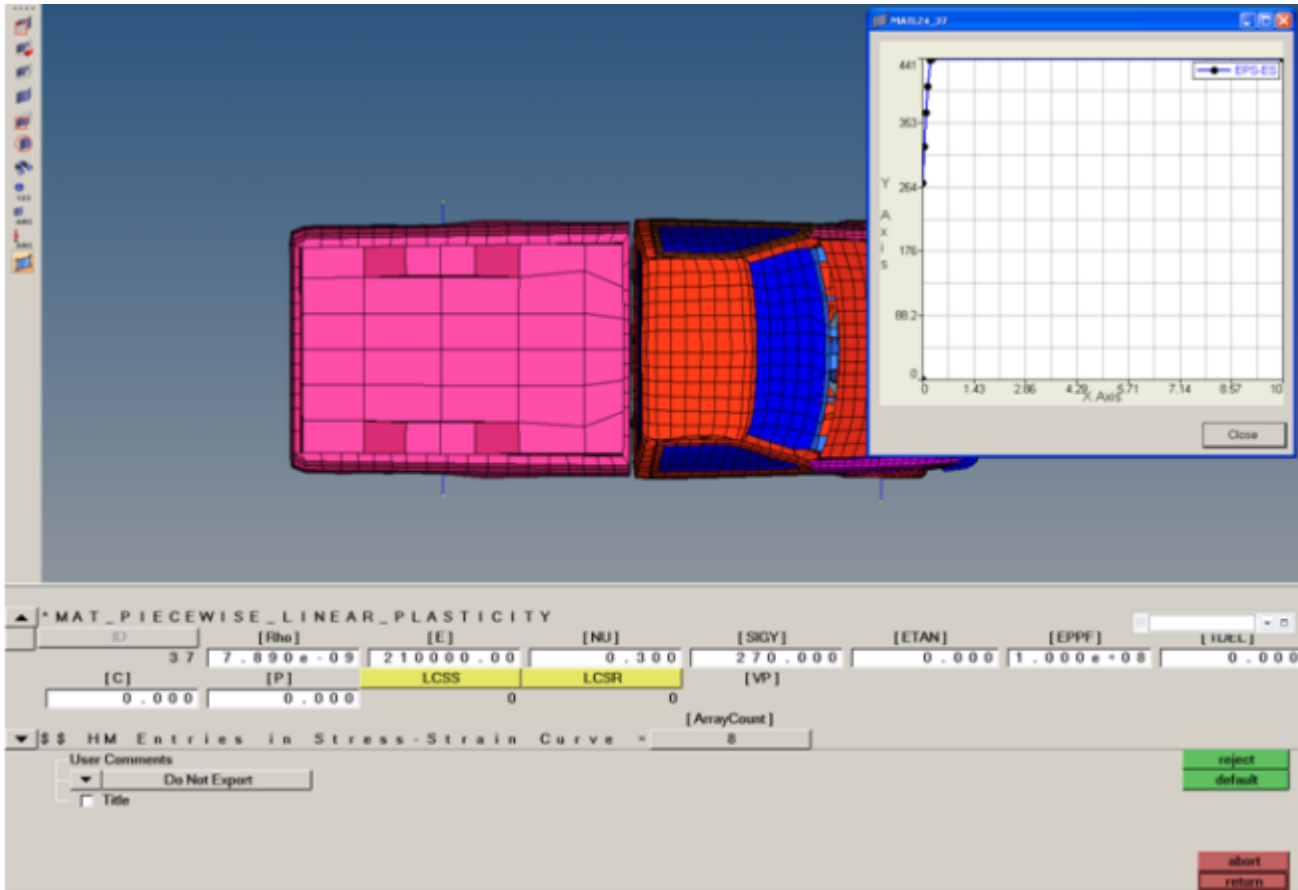 MATL24_37
EPS-ES
441
353
264
176
88.2
0
Y Axis
0 1.43 2.86 4.29 5.71 7.14 8.57 10
X Axis
Close
*MAT_PIECEWISE_LINEAR_PLASTICITY
ID [Rho] [E] [NU] [SIGY] [ETAN] [EPPF] [TDEL]
37 7.890e-09 210000.00 0.300 270.000 0.000 1.000e+08 0.000
[C] [P] LCSS LCSR [VP]
0.000 0.000 0 0
[ArrayCount]
$$ HM Entries in Stress-Strain Curve = 8
User Comments
Do Not Export
Title
reject
default
abort
return